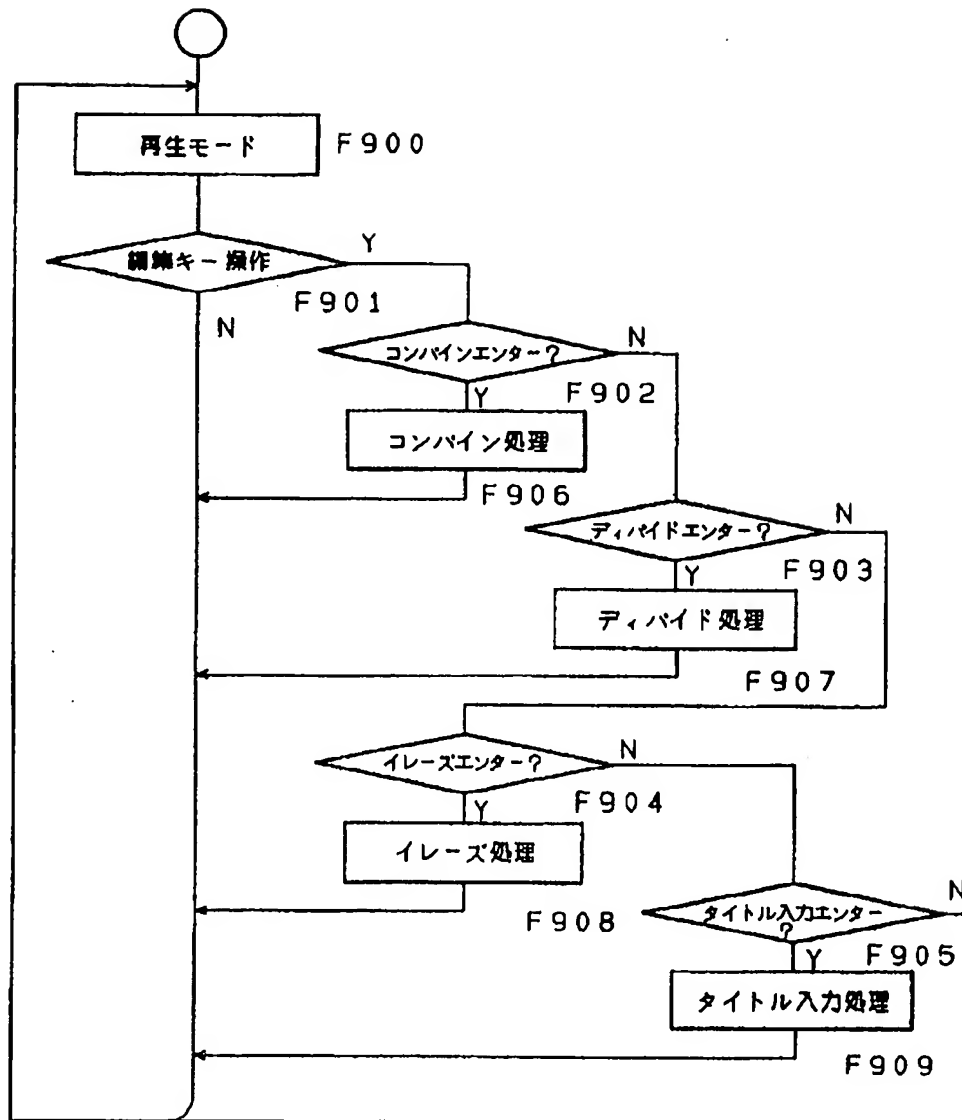 再生モード
F900
編集キー操作
Y
F901
N
コンバインエンター?
N
F902
Y
コンバイン処理
F906
ディバイドエンター?
N
F903
Y
ディバイド処理
F907
イレーズエンター?
N
F904
Y
イレーズ処理
F908
タイトル入力エンター
?
N
F905
Y
タイトル入力処理
F909